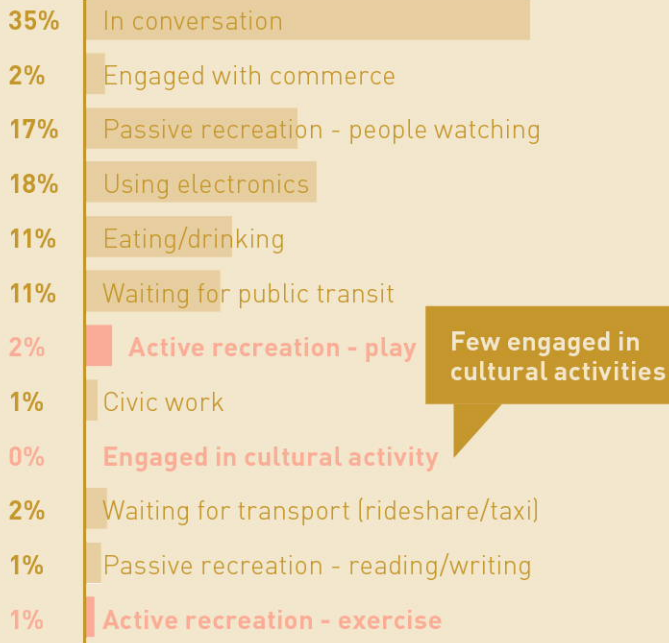 35% In conversation
2% Engaged with commerce
17% Passive recreation - people watching
18% Using electronics
11% Eating/drinking
11% Waiting for public transit
2% Active recreation - play
Few engaged in
cultural activities
1% Civic work
0% Engaged in cultural activity
2% Waiting for transport (rideshare/taxi)
1% Passive recreation - reading/writing
1% Active recreation - exercise